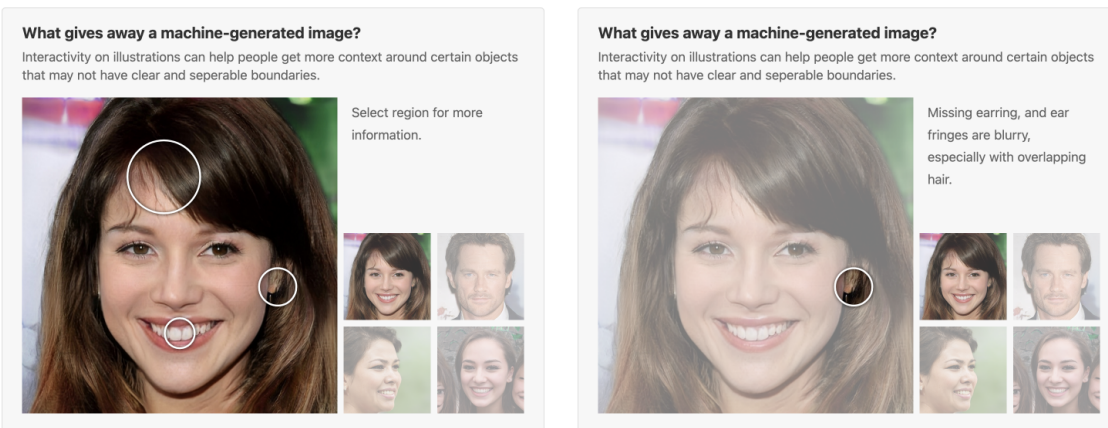 What gives away a machine-generated image?
Interactivity on illustrations can help people get more context around certain objects
that may not have clear and seperable boundaries.
Select region for more
information.
What gives away a machine-generated image?
Interactivity on illustrations can help people get more context around certain objects
that may not have clear and seperable boundaries.
Missing earring, and ear
fringes are blurry,
especially with overlapping
hair.